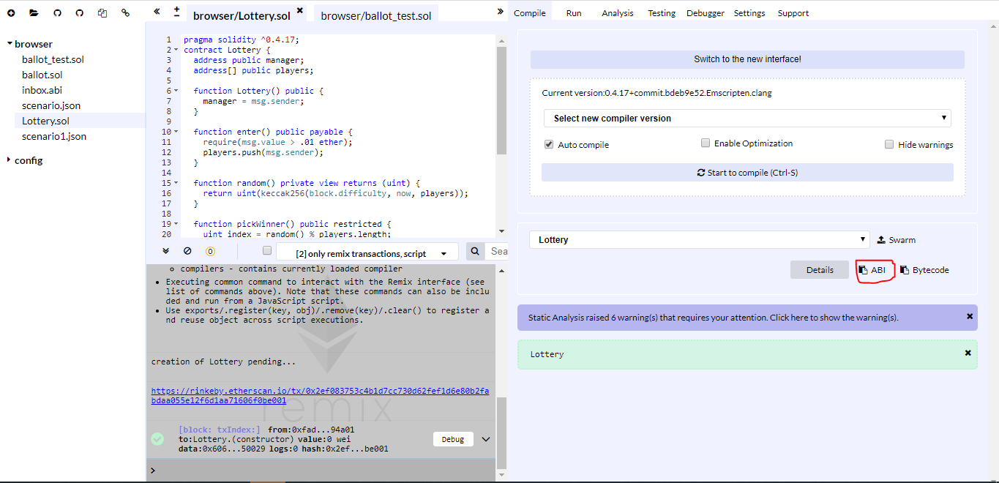 browser/Lottery.sol
browser/ballot_test.sol
Compile Run Analysis Testing Debugger Settings Support
browser
ballot_test.sol
ballot.sol
inbox.abi
scenario.json
Lottery.sol
scenario1.json
config
1 pragma solidity ^0.4.17;
2 contract Lottery {
3 address public manager;
4 address[] public players;
5
6 function Lottery() public {
7 manager = msg.sender;
8 }
9
10 function enter() public payable {
11 require(msg.value > .01 ether);
12 players.push(msg.sender);
13 }
14
15 function random() private view returns (uint) {
16 return uint(keccak256(block.difficulty, now, players));
17 }
18
19 function pickWinner() public restricted {
20 uint index = random() % players.length;
0
[2] only remix transactions, script
Sea
compilers - contains currently loaded compiler
Executing common command to interact with the Remix interface (see
list of commands above). Note that these commands can also be inclu
ded and run from a JavaScript script.
Use exports/.register(key, obj)/.remove(key)/.clear() to register a
nd reuse object across script executions.
creation of Lottery pending...
https://rinkeby.etherscan.io/tx/0x2ef083753c4b1d7cc730d62fef1d6e80b2fa
bdaa055e12f6d1aa71606f0be001
remix
[block: txIndex:] from:0xfad...94a01
to:Lottery.(constructor) value:0 wei
data:0x606...50029 logs:0 hash:0x2ef...be001
Debug
>
Switch to the new interface!
Current version:0.4.17+commit.bdeb9e52.Emscripten.clang
Select new compiler version
Auto compile
Enable Optimization
Hide warnings
Start to compile (Ctrl-S)
Lottery
Swarm
Details
ABI
Bytecode
Static Analysis raised 6 warning(s) that requires your attention. Click here to show the warning(s).
Lottery